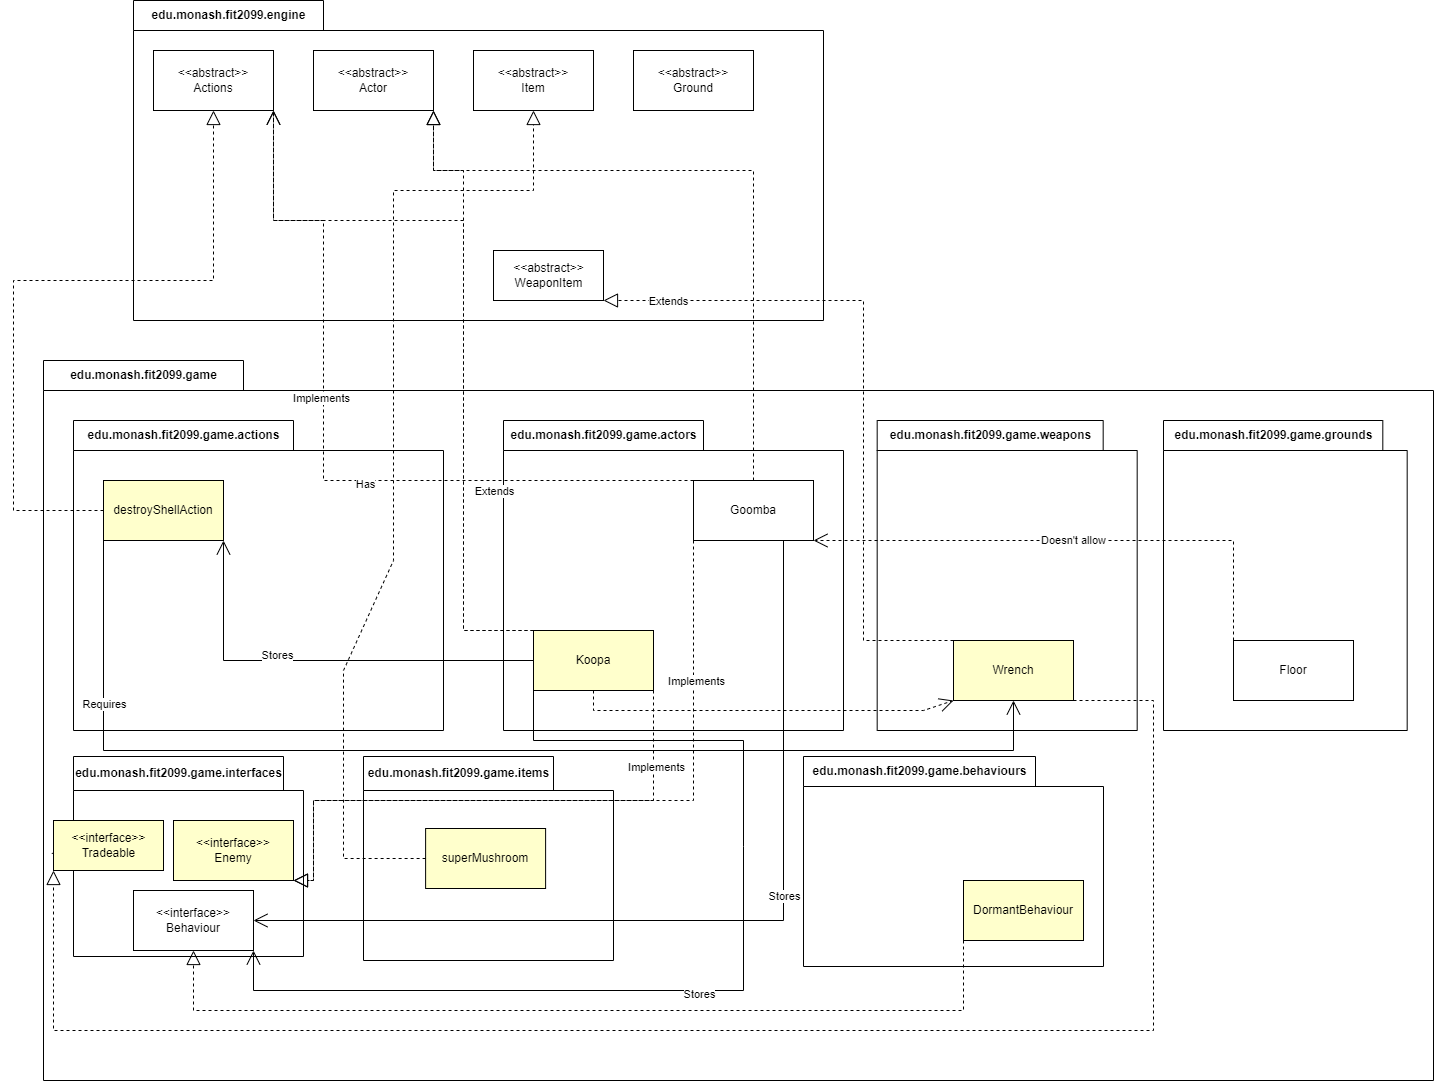 edu.monash.fit2099.engine
<<abstract>>
Actions
<<abstract>>
Actor
<<abstract>>
Item
<<abstract>>
Ground
<<abstract>>
WeaponItem
Extends
edu.monash.fit2099.game
Implements
edu.monash.fit2099.game.actions
edu.monash.fit2099.game.actors
edu.monash.fit2099.game.weapons
edu.monash.fit2099.game.grounds
Has
Extends
destroyShellAction
Goomba
Doesn't allow
Stores
Koopa
Implements
Wrench
Floor
Requires
Implements
edu.monash.fit2099.game.interfaces
edu.monash.fit2099.game.items
edu.monash.fit2099.game.behaviours
<<interface>>
Tradeable
<<interface>>
Enemy
superMushroom
Stores
<<interface>>
Behaviour
DormantBehaviour
Stores